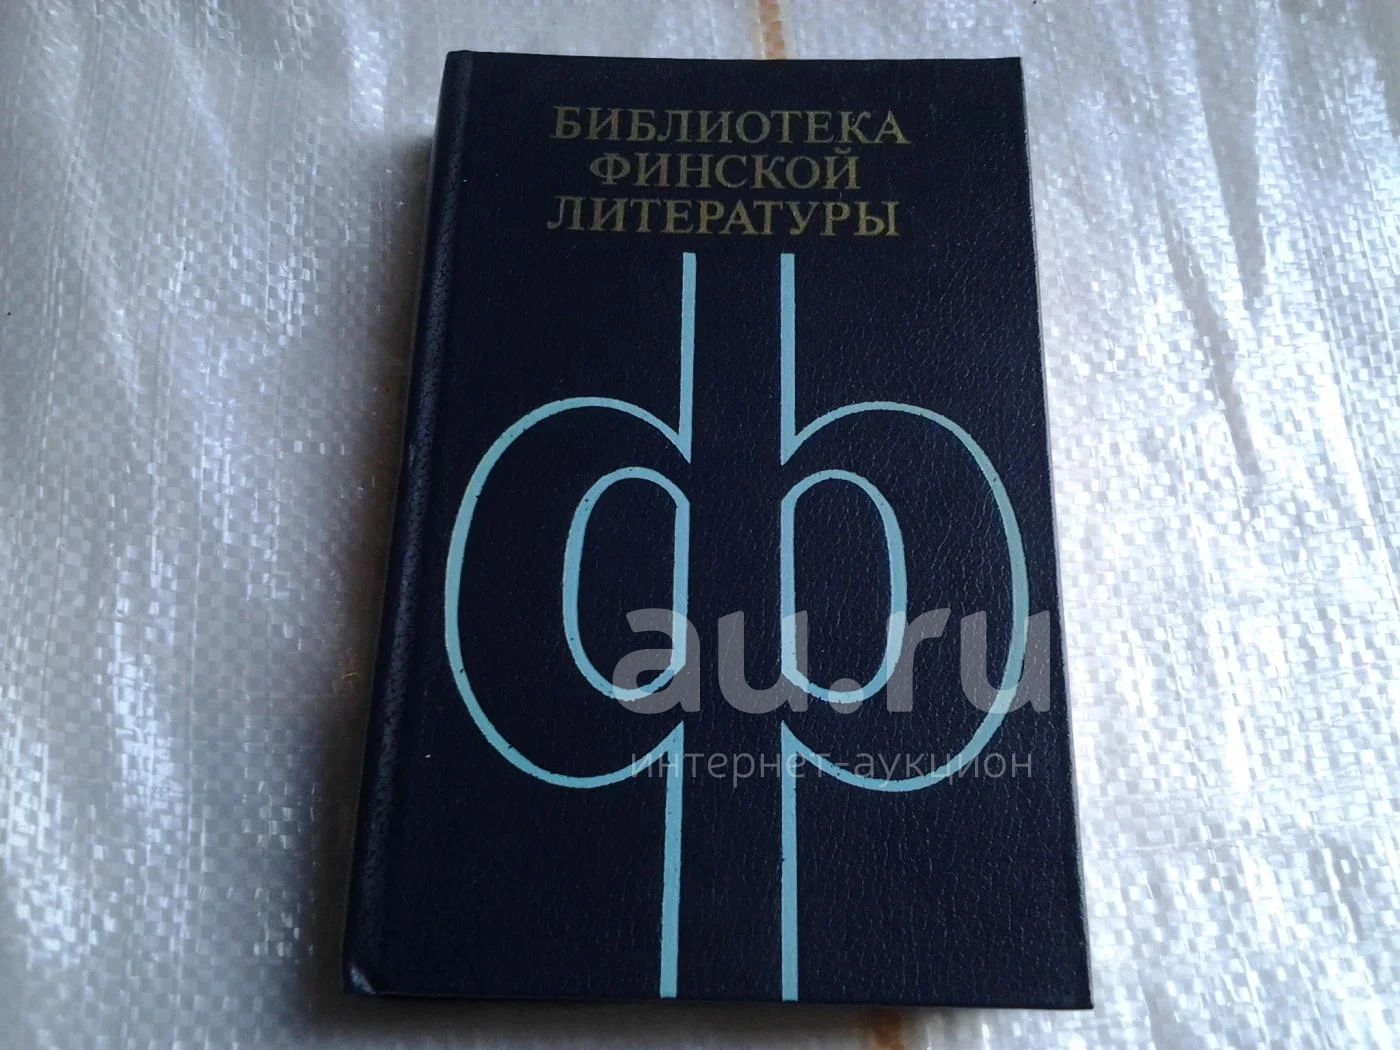 БИБЛИОТЕКА
ФИНСКОЙ
ЛИТЕРАТУРЫ
au.ru
интернет-аукцион